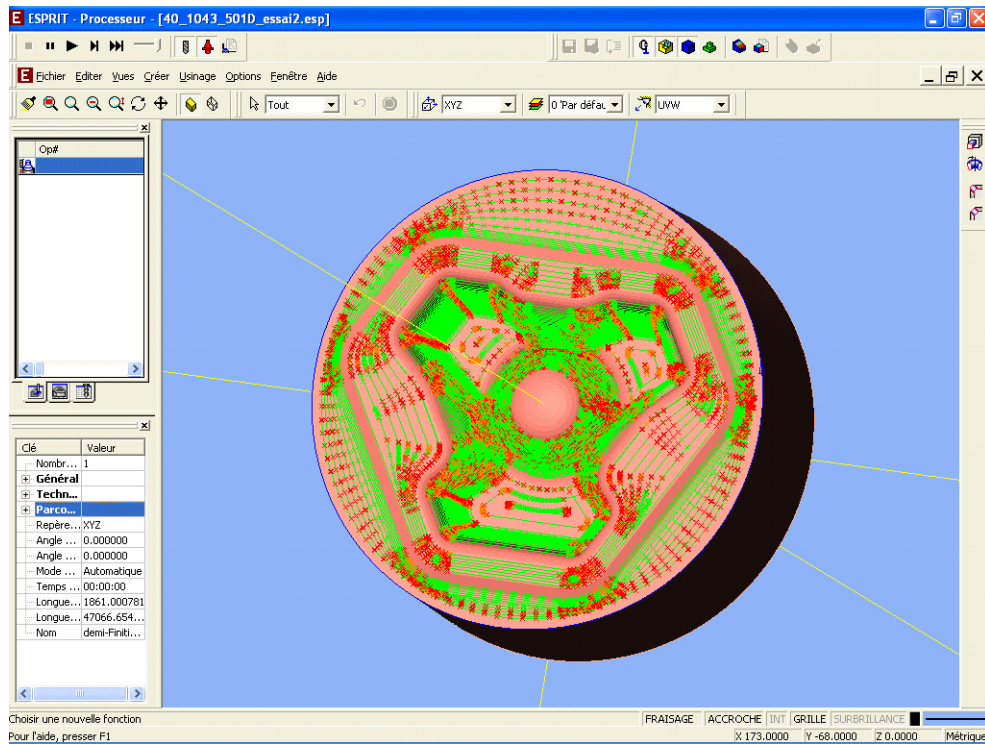 ESPRIT - Processeur - [40_1043_501D_essai2.esp]
Fichier Editer Vues Créer Usinage Options Fenêtre Aide
Tout XYZ 0 'Par défau UVW
Op#
Clé Valeur
Nombr... 1
Général
Techn...
Parco...
Repère... XYZ
Angle ... 0.000000
Angle ... 0.000000
Mode ... Automatique
Temps ... 00:00:00
Longue... 1861.000781
Longue... 47066.654...
Nom demi-Finiti...
Choisir une nouvelle fonction FRAISAGE ACCROCHE INT GRILLE SURBRILLANCE
Pour l'aide, presser F1 X 173.0000 Y -68.0000 Z 0.0000 Métrique